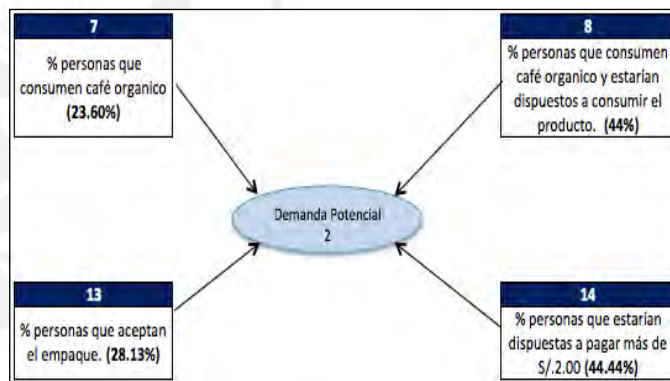 7
% personas que
consumen café organico
(23.60%)
8
% personas que consumen
café organico y estarían
dispuestos a consumir el
producto. (44%)
Demanda Potencial
2
13
% personas que aceptan
el empaque. (28.13%)
14
% personas que estarían
dispuestas a pagar más de
S/.2.00 (44.44%)